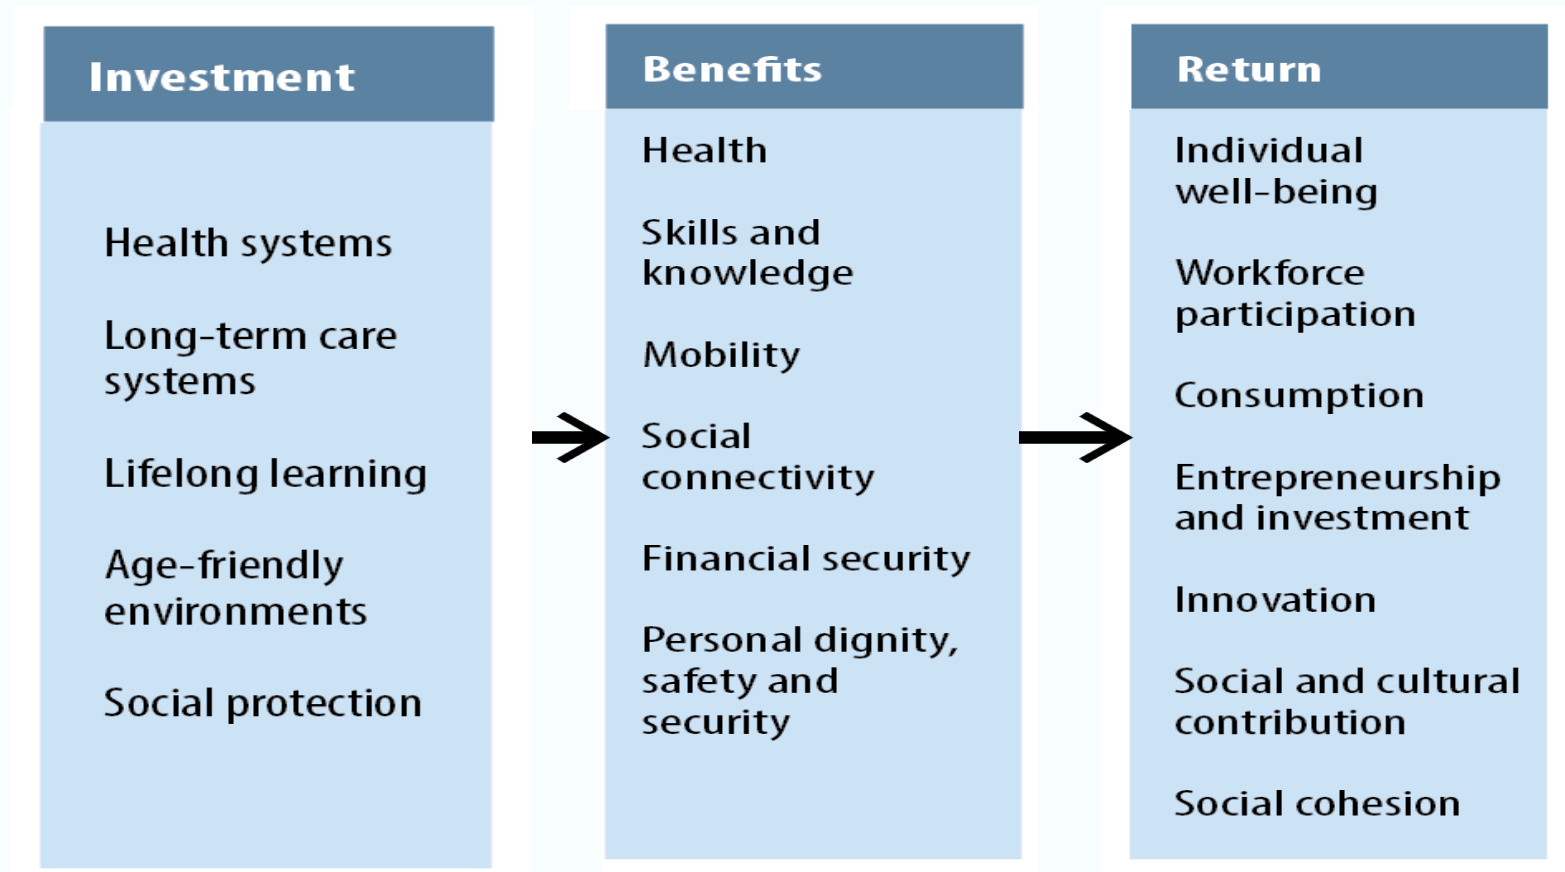 Investment
Health systems
Long-term care
systems
Lifelong learning
Age-friendly
environments
Social protection
Benefits
Health
Skills and
knowledge
Mobility
Social
connectivity
Financial security
Personal dignity,
safety and
security
Return
Individual
well-being
Workforce
participation
Consumption
Entrepreneurship
and investment
Innovation
Social and cultural
contribution
Social cohesion